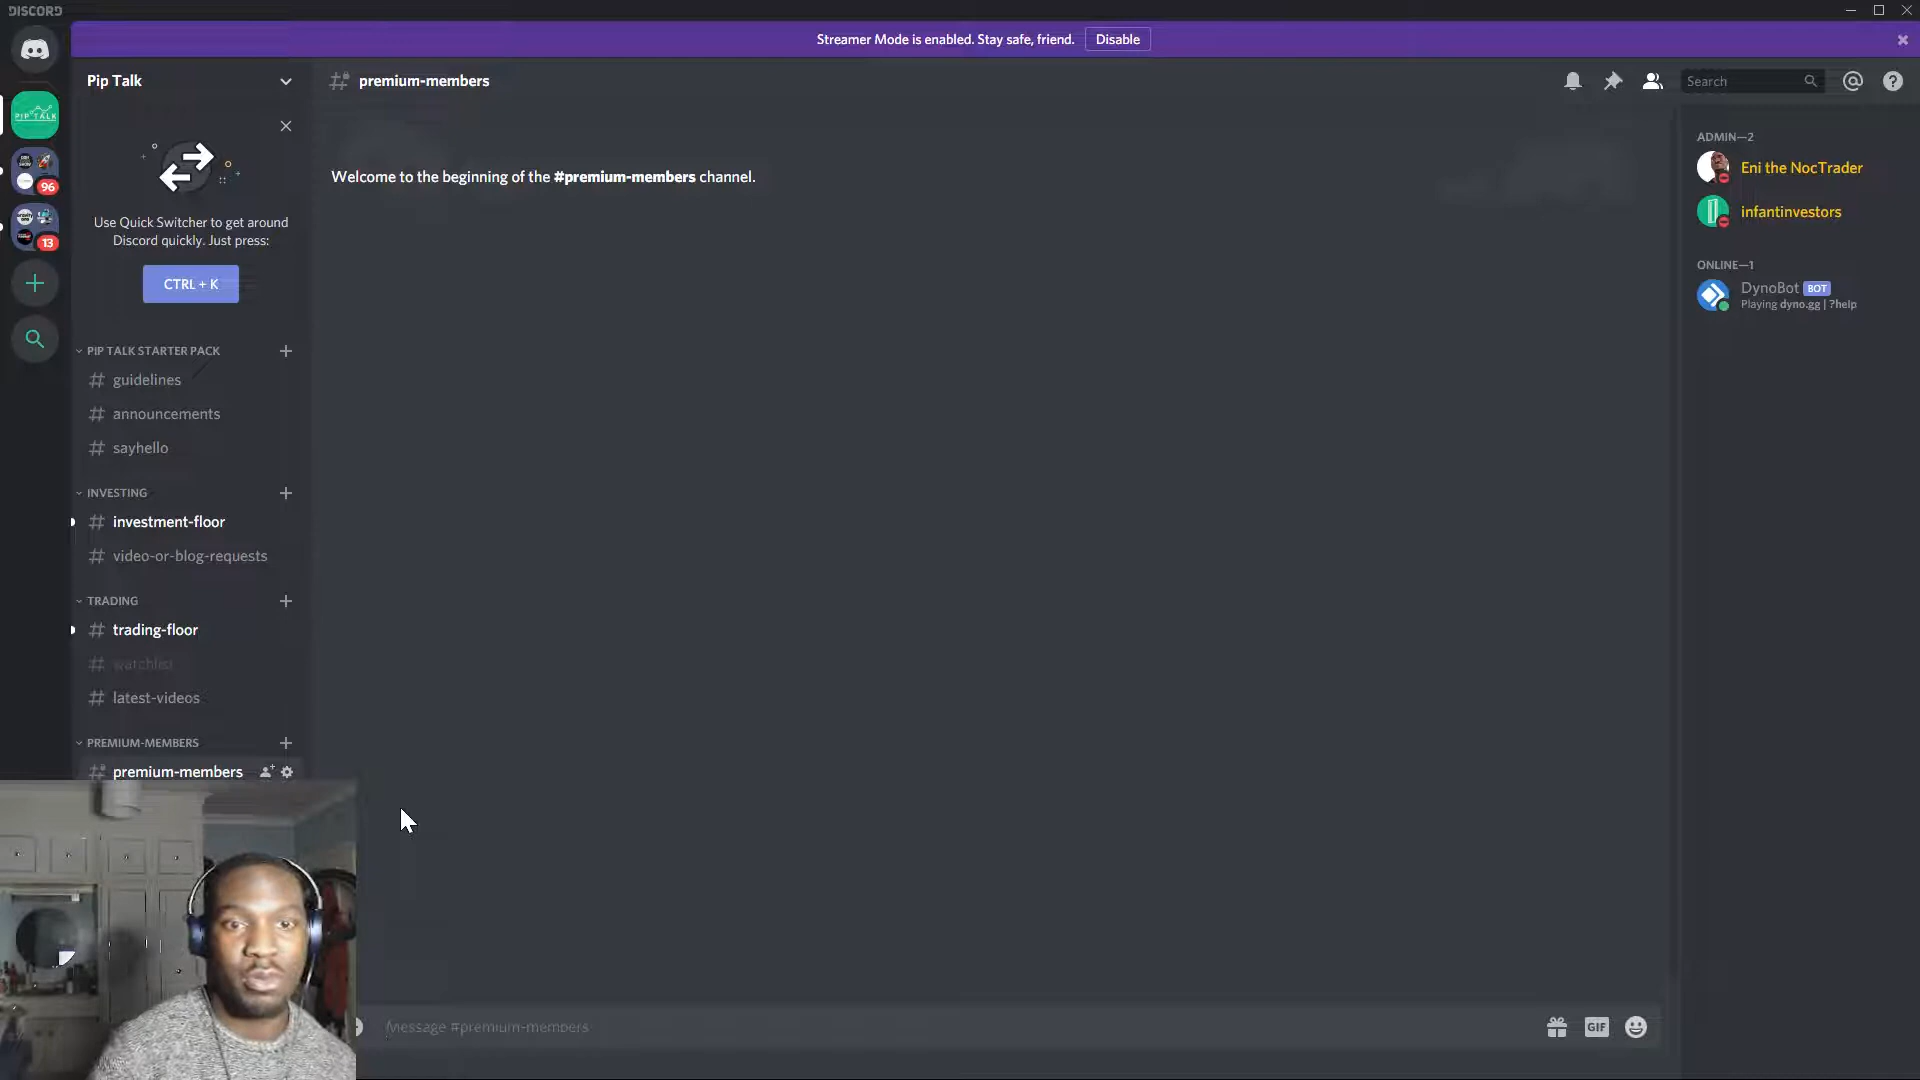 DISCORD
Streamer Mode is enabled. Stay safe, friend.
Disable
Pip Talk
premium-members
Search
PIP TALK
96
13
Use Quick Switcher to get around
Discord quickly. Just press:
CTRL + K
PIP TALK STARTER PACK
guidelines
announcements
sayhello
INVESTING
investment-floor
video-or-blog-requests
TRADING
trading-floor
watchlist
latest-videos
PREMIUM-MEMBERS
premium-members
Welcome to the beginning of the #premium-members channel.
Message #premium-members
GIF
ADMIN—2
Eni the NocTrader
infantinvestors
ONLINE—1
DynoBot BOT
Playing dyno.gg | ?help